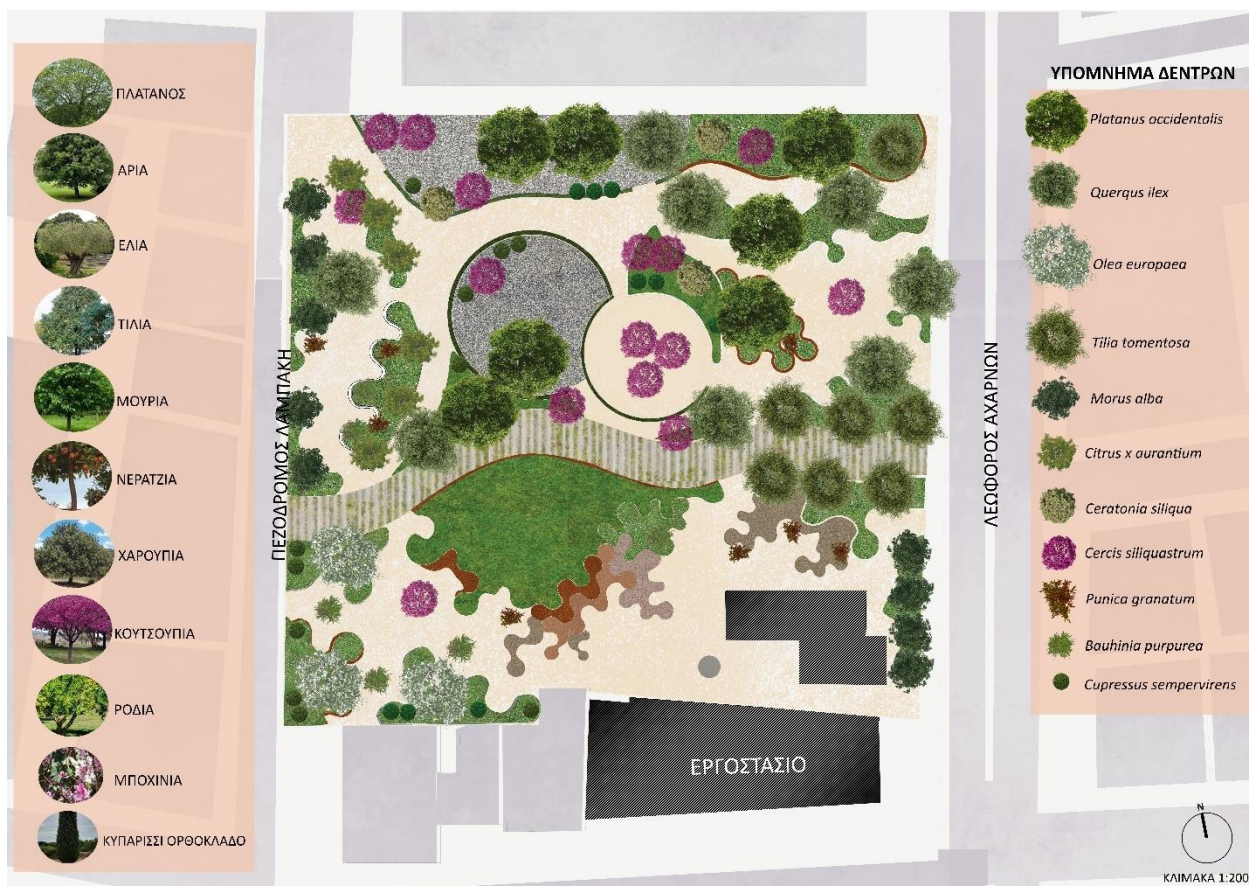 ΠΛΑΤΑΝΟΣ
ΑΡΙΑ
ΕΛΙΑ
ΤΙΛΙΑ
ΜΟΥΡΙΑ
ΝΕΡΑΤΖΙΑ
ΧΑΡΟΥΠΙΑ
ΚΟΥΤΣΟΥΠΙΑ
ΡΟΔΙΑ
ΜΠΟΧΙΝΙΑ
ΚΥΠΑΡΙΣΣΙ ΟΡΘΟΚΛΑΔΟ
ΠΕΖΟΔΡΟΜΟΣ ΛΑΜΠΑΚΗ
ΕΡΓΟΣΤΑΣΙΟ
ΛΕΩΦΟΡΟΣ ΑΧΑΡΝΩΝ
ΥΠΟΜΝΗΜΑ ΔΕΝΤΡΩΝ
Platanus occidentalis
Querqus ilex
Olea europaea
Tilia tomentosa
Morus alba
Citrus x aurantium
Ceratonia siliqua
Cercis siliquastrum
Punica granatum
Bauhinia purpurea
Cupressus sempervirens
N
ΚΛΙΜΑΚΑ 1:200